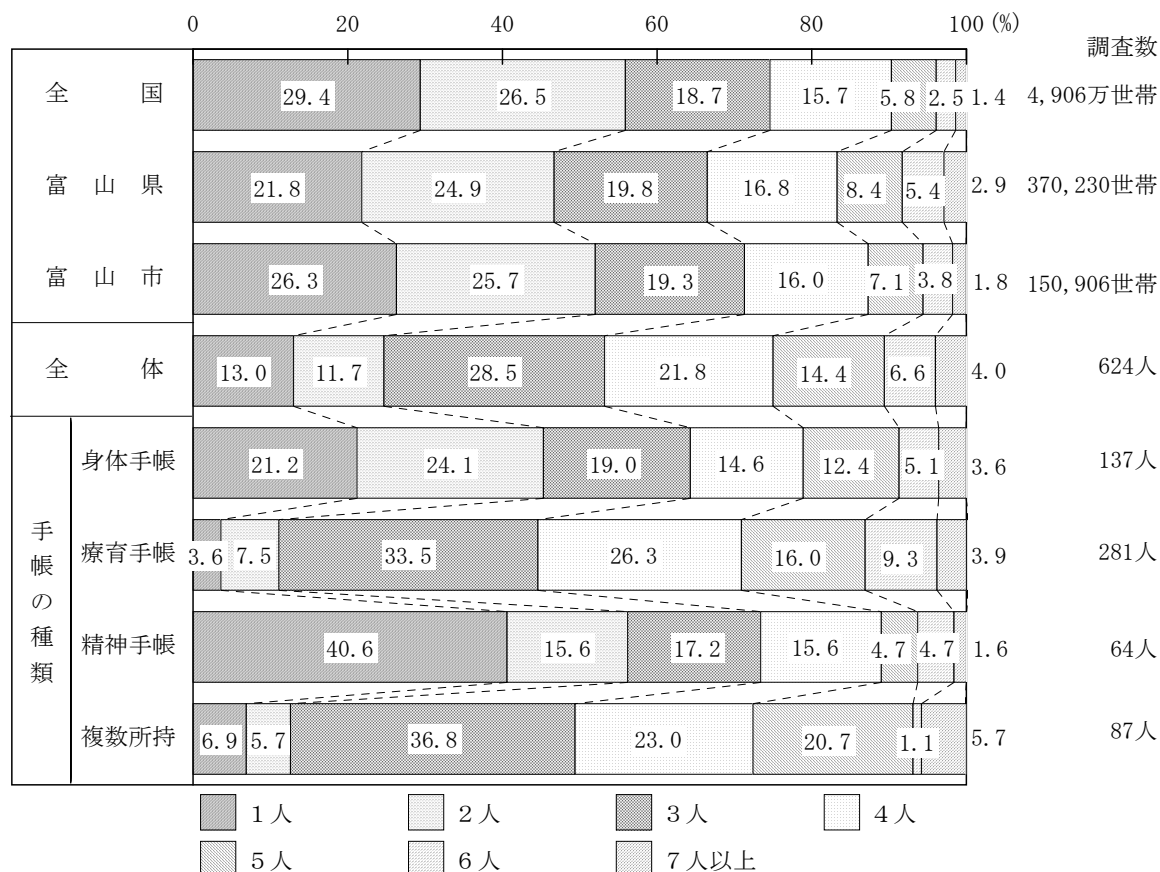 0 20 40 60 80 100 (%)
調査数
全国 29.4 26.5 18.7 15.7 5.8 2.5 1.4 4,906万世帯
富山県 21.8 24.9 19.8 16.8 8.4 5.4 2.9 370,230世帯
富山市 26.3 25.7 19.3 16.0 7.1 3.8 1.8 150,906世帯
全体 13.0 11.7 28.5 21.8 14.4 6.6 4.0 624人
手帳の種類
身体手帳 21.2 24.1 19.0 14.6 12.4 5.1 3.6 137人
療育手帳 3.6 7.5 33.5 26.3 16.0 9.3 3.9 281人
精神手帳 40.6 15.6 17.2 15.6 4.7 4.7 1.6 64人
複数所持 6.9 5.7 36.8 23.0 20.7 1.1 5.7 87人
1人 2人 3人 4人
5人 6人 7人以上